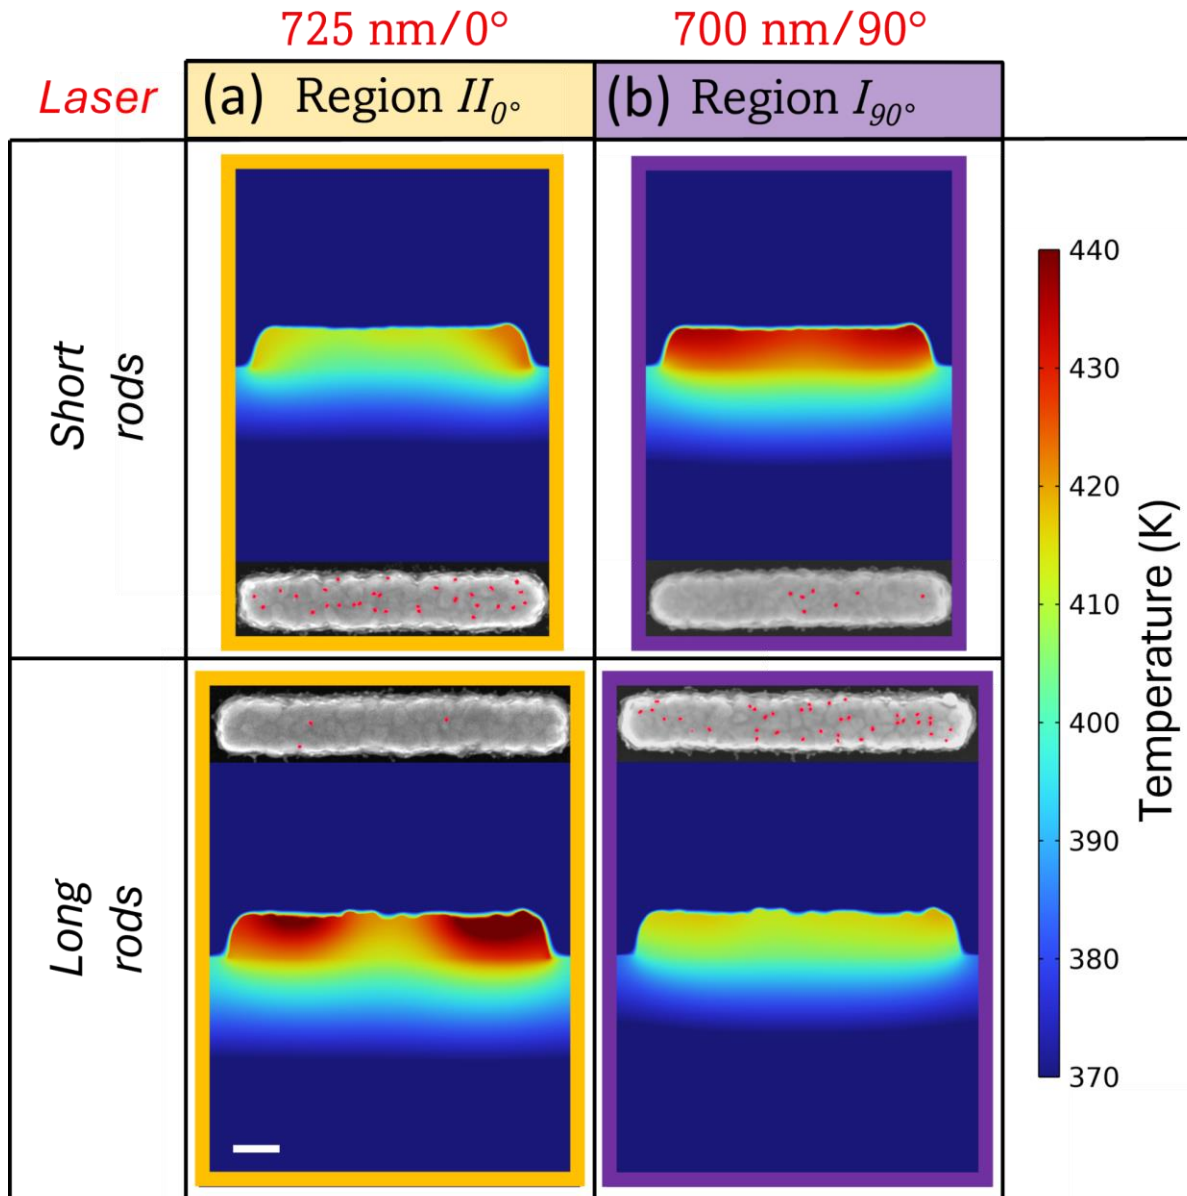 725 nm/0°
700 nm/90°
Laser
(a) Region II0°
(b) Region I90°
Short
rods
Long
rods
440
430
420
410
400
390
380
370
Temperature (K)